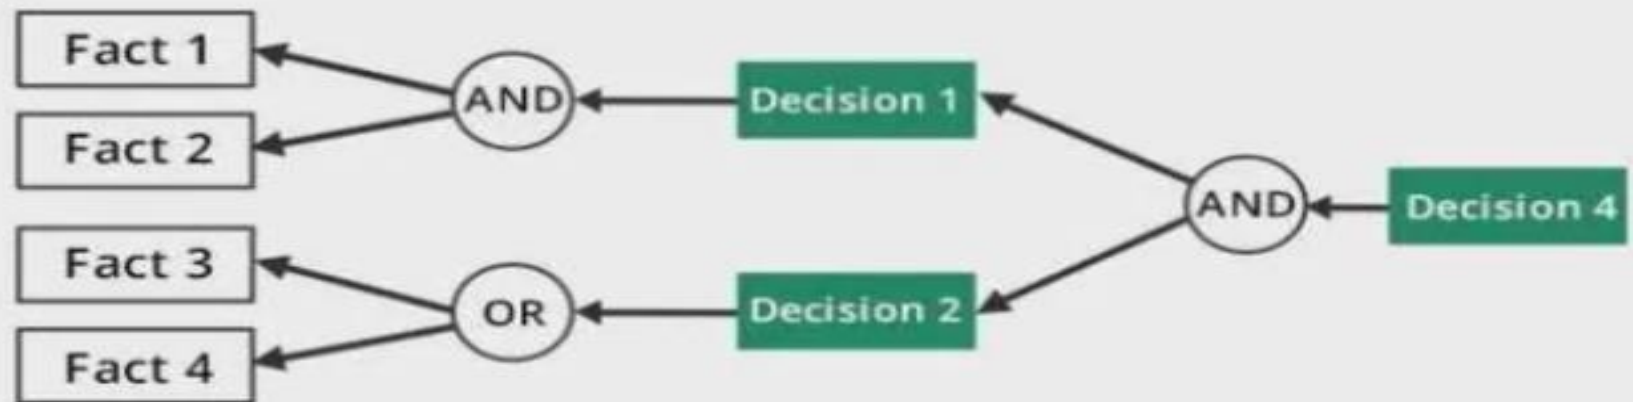 Fact 1
Fact 2
AND
Decision 1
AND
Decision 4
Fact 3
Fact 4
OR
Decision 2